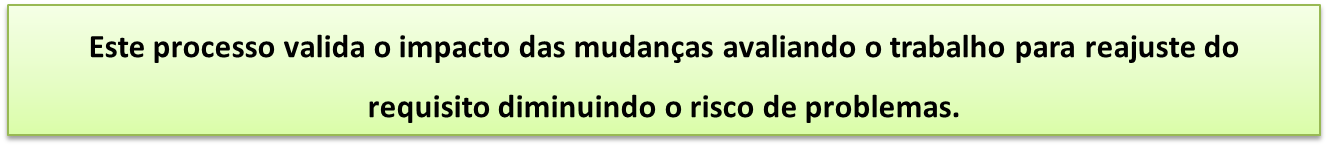 Este processo valida o impacto das mudanças avaliando o trabalho para reajuste do
requisito diminuindo o risco de problemas.